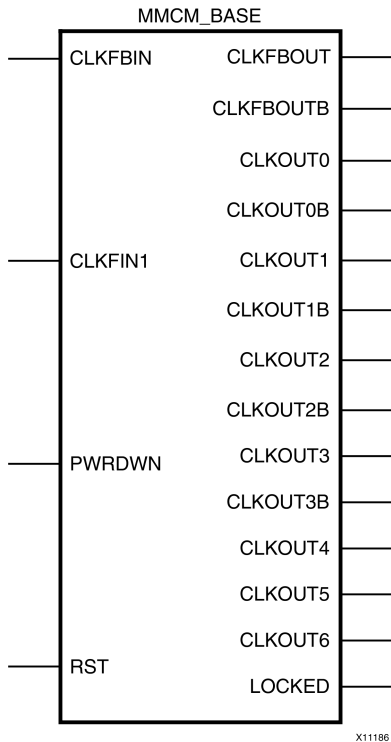 MMCM_BASE
CLKFBIN
CLKFBOUT
CLKFBOUTB
CLKOUT0
CLKOUT0B
CLKFIN1
CLKOUT1
CLKOUT1B
CLKOUT2
CLKOUT2B
PWRDWN
CLKOUT3
CLKOUT3B
CLKOUT4
CLKOUT5
CLKOUT6
RST
LOCKED
X11186